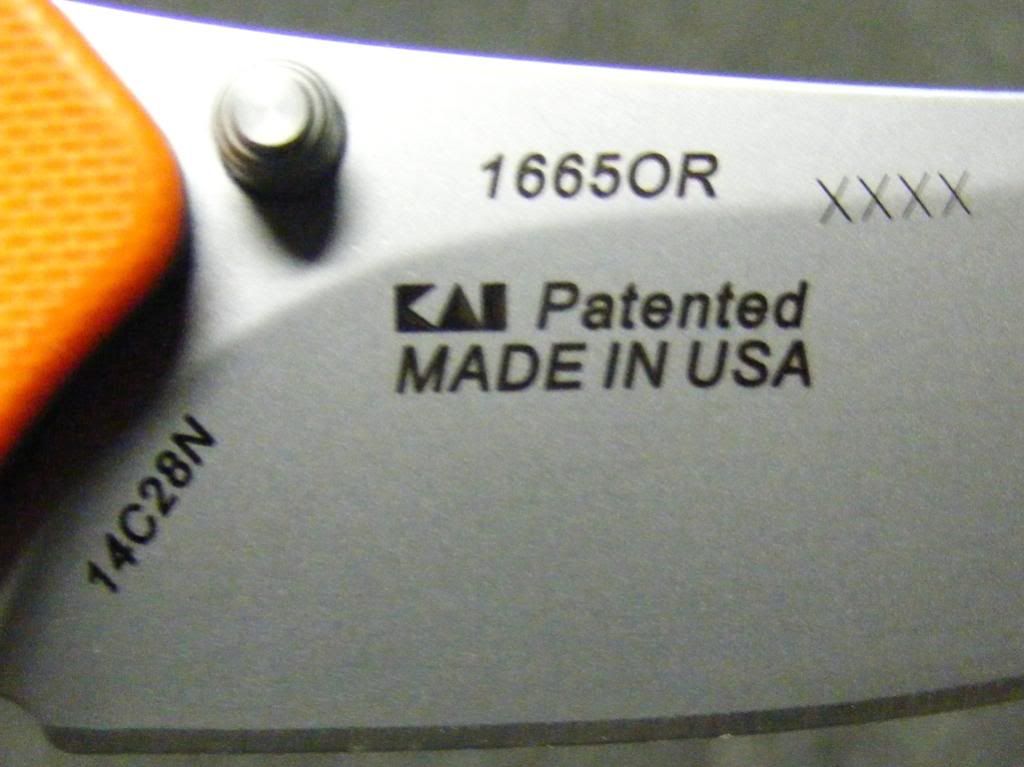 1665OR
XXXX
KAI Patented
MADE IN USA
14C28N